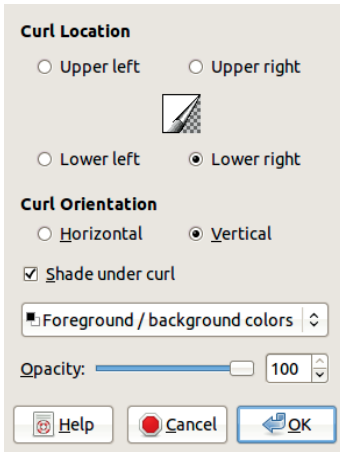 Curl Location
Upper left Upper right
Lower left Lower right
Curl Orientation
Horizontal Vertical
Shade under curl
Foreground / background colors
Opacity: 100
Help Cancel OK